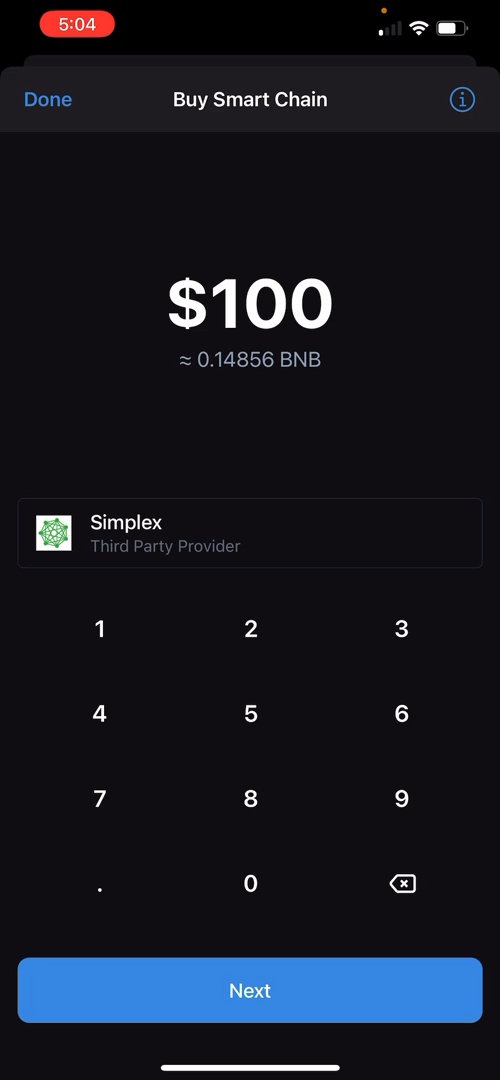 5:04
Done
Buy Smart Chain
$100
≈ 0.14856 BNB
Simplex
Third Party Provider
1 2 3
4 5 6
7 8 9
. 0
Next